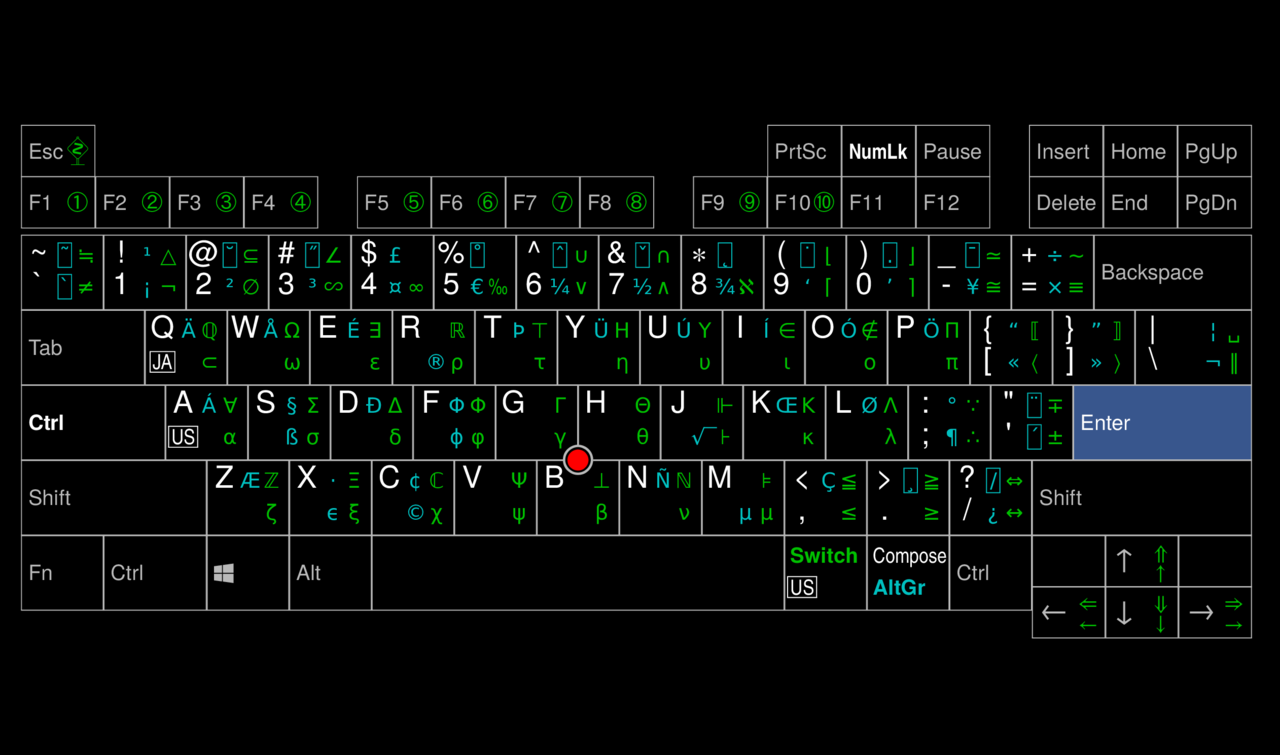 Esc PrtSc NumLk Pause Insert Home PgUp
F1 ① F2 ② F3 ③ F4 ④ F5 ⑤ F6 ⑥ F7 ⑦ F8 ⑧ F9 ⑨ F10 ⑩ F11 F12 Delete End PgDn
~ ˜ ≒ ! ¹ △ @ ˘ ⊆ # ˝ ∠ $ £ % ° ^ ˆ ∪ & ˇ ∩ * ˛ ( ˙ ⌊ ) . ⌋ _ ¯ ≃ + ÷ ∼
` ` ≠ 1 ¡ ¬ 2 ² ∅ 3 ³ ∽ 4 ¤ ∞ 5 € ‰ 6 ¼ ∨ 7 ½ ∧ 8 ¾ ℵ 9 ‘ ⌈ 0 ’ ⌉ - ¥ ≅ = × ≡ Backspace
Tab Q Ä ℚ W Å Ω E É ∃ R ℝ T Þ ⊤ Y Ü Η U Ú Υ I Í ∈ O Ó ∉ P Ö Π { “ ⟦ } ” ⟧ | ¦ ␣
JA ⊂ ω ε ® ρ τ η υ ι ο π [ « ⟨ ] » ⟩ \ ¬ ∥
Ctrl A Á ∀ S § Σ D Ð Δ F Φ Φ G Γ H Θ J ⊩ K Œ Κ L Ø Λ : ° ∵ " ¨ ∓ Enter
US α ß σ δ ϕ φ γ θ √ ⊢ κ λ ; ¶ ∴ ' ´ ±
Shift Z Æ ℤ X · Ξ C ¢ ℂ V Ψ B ⊥ N Ñ ℕ M ⊧ < Ç ≦ > ¸ ≧ ? / ⇔ Shift
ζ ϵ ξ © χ ψ β ν µ μ , ≤ . ≥ / ¿ ↔
Fn Ctrl Alt Switch Compose Ctrl ↑ ⇑
US AltGr ↑
← ⇐ ↓ ⇓ → ⇒
← ↓ →